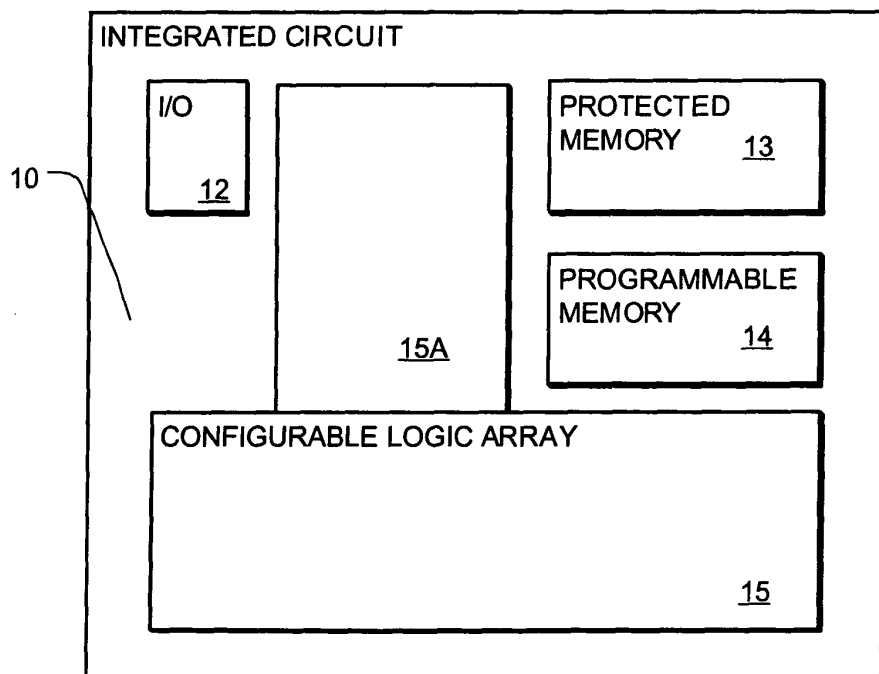 INTEGRATED CIRCUIT
I/O
12
PROTECTED
MEMORY
13
10
PROGRAMMABLE
MEMORY
14
15A
CONFIGURABLE LOGIC ARRAY
15